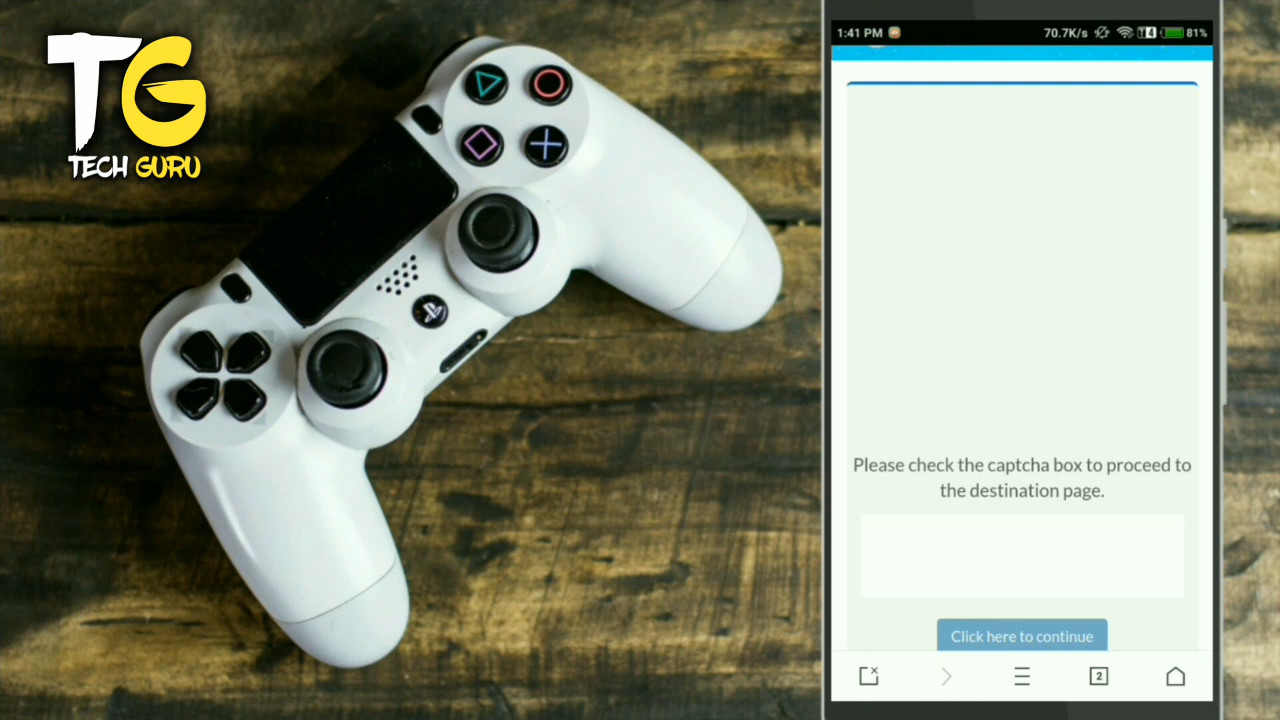 TG
TECH GURU
1:41 PM
70.7K/s
4
81%
Please check the captcha box to proceed to
the destination page.
Click here to continue
2